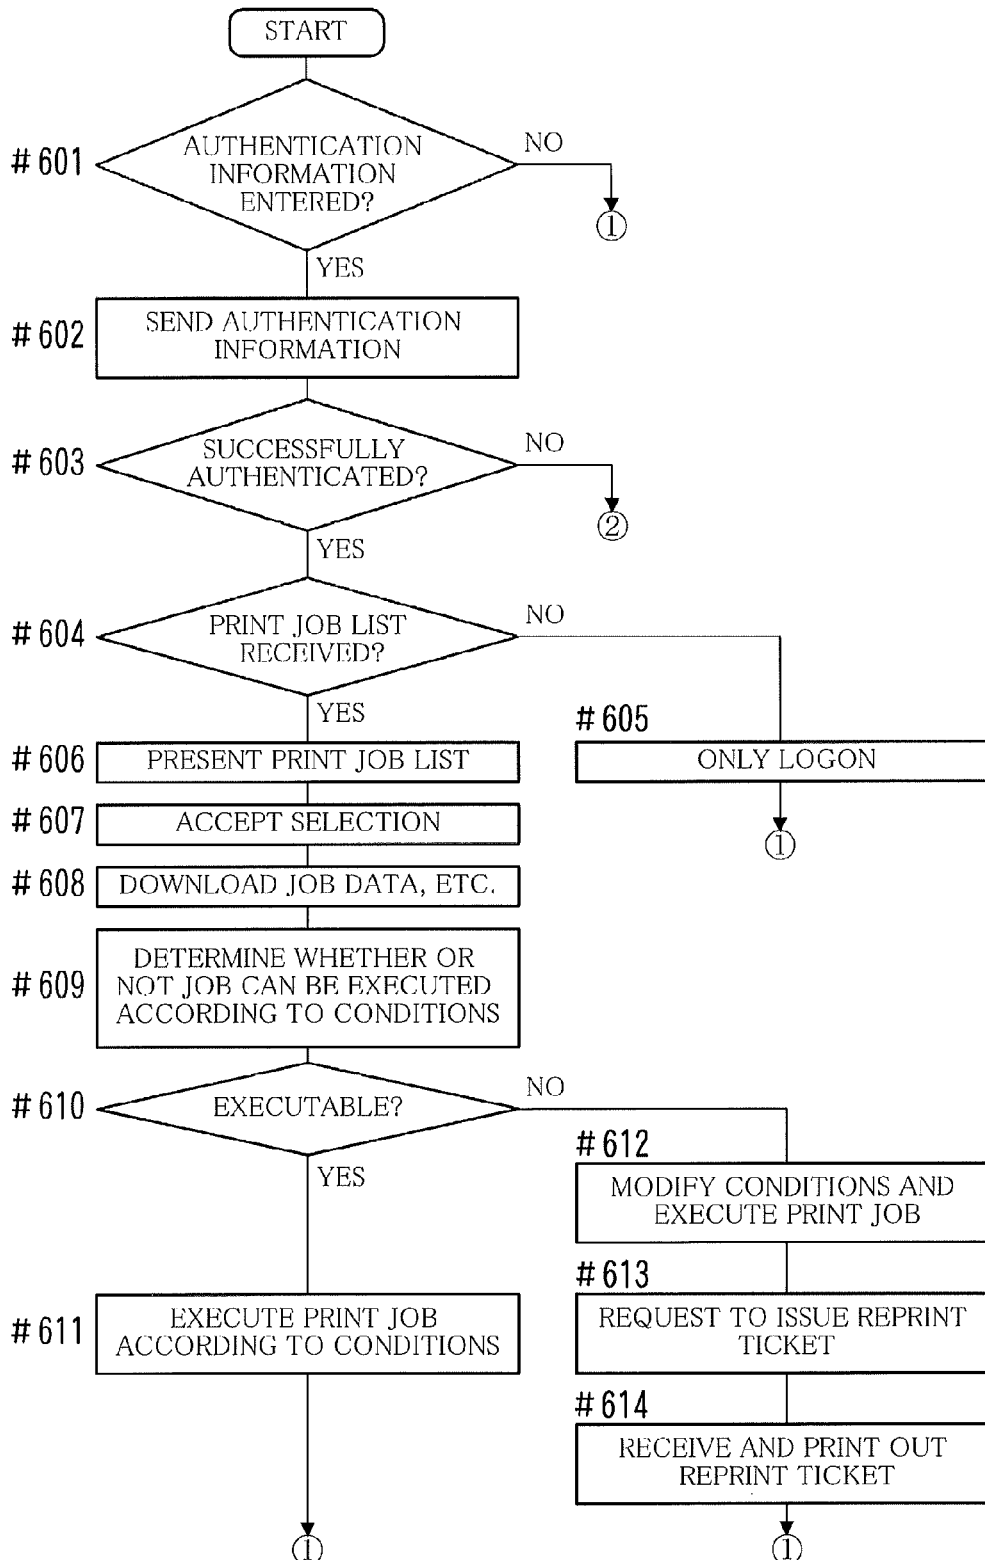 START
#601
AUTHENTICATION
INFORMATION
ENTERED?
NO
①
YES
#602
SEND AUTHENTICATION
INFORMATION
#603
SUCCESSFULLY
AUTHENTICATED?
NO
②
YES
#604
PRINT JOB LIST
RECEIVED?
NO
YES
#605
ONLY LOGON
①
#606
PRESENT PRINT JOB LIST
#607
ACCEPT SELECTION
#608
DOWNLOAD JOB DATA, ETC.
#609
DETERMINE WHETHER OR
NOT JOB CAN BE EXECUTED
ACCORDING TO CONDITIONS
#610
EXECUTABLE?
NO
YES
#612
MODIFY CONDITIONS AND
EXECUTE PRINT JOB
#613
REQUEST TO ISSUE REPRINT
TICKET
#611
EXECUTE PRINT JOB
ACCORDING TO CONDITIONS
#614
RECEIVE AND PRINT OUT
REPRINT TICKET
①
①